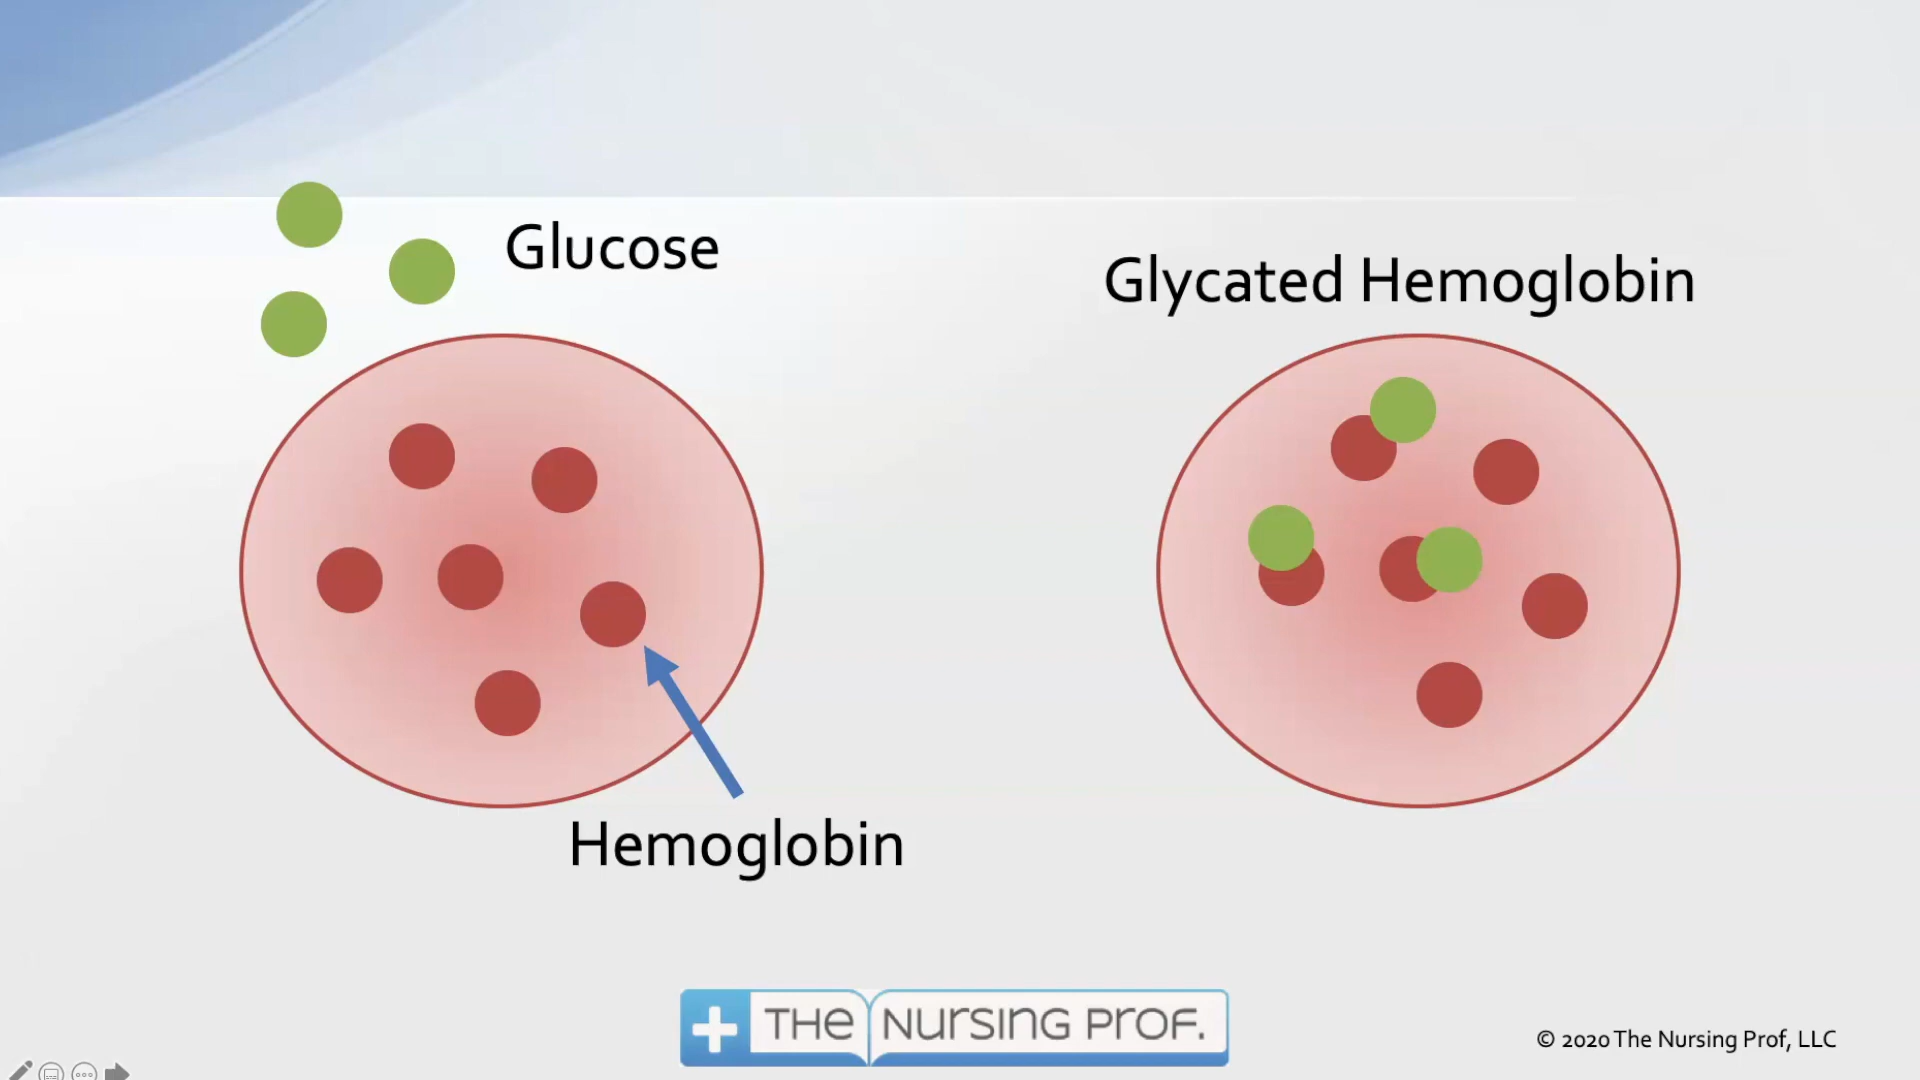 Glucose
Glycated Hemoglobin
Hemoglobin
THE NURSING PROF.
© 2020 The Nursing Prof, LLC